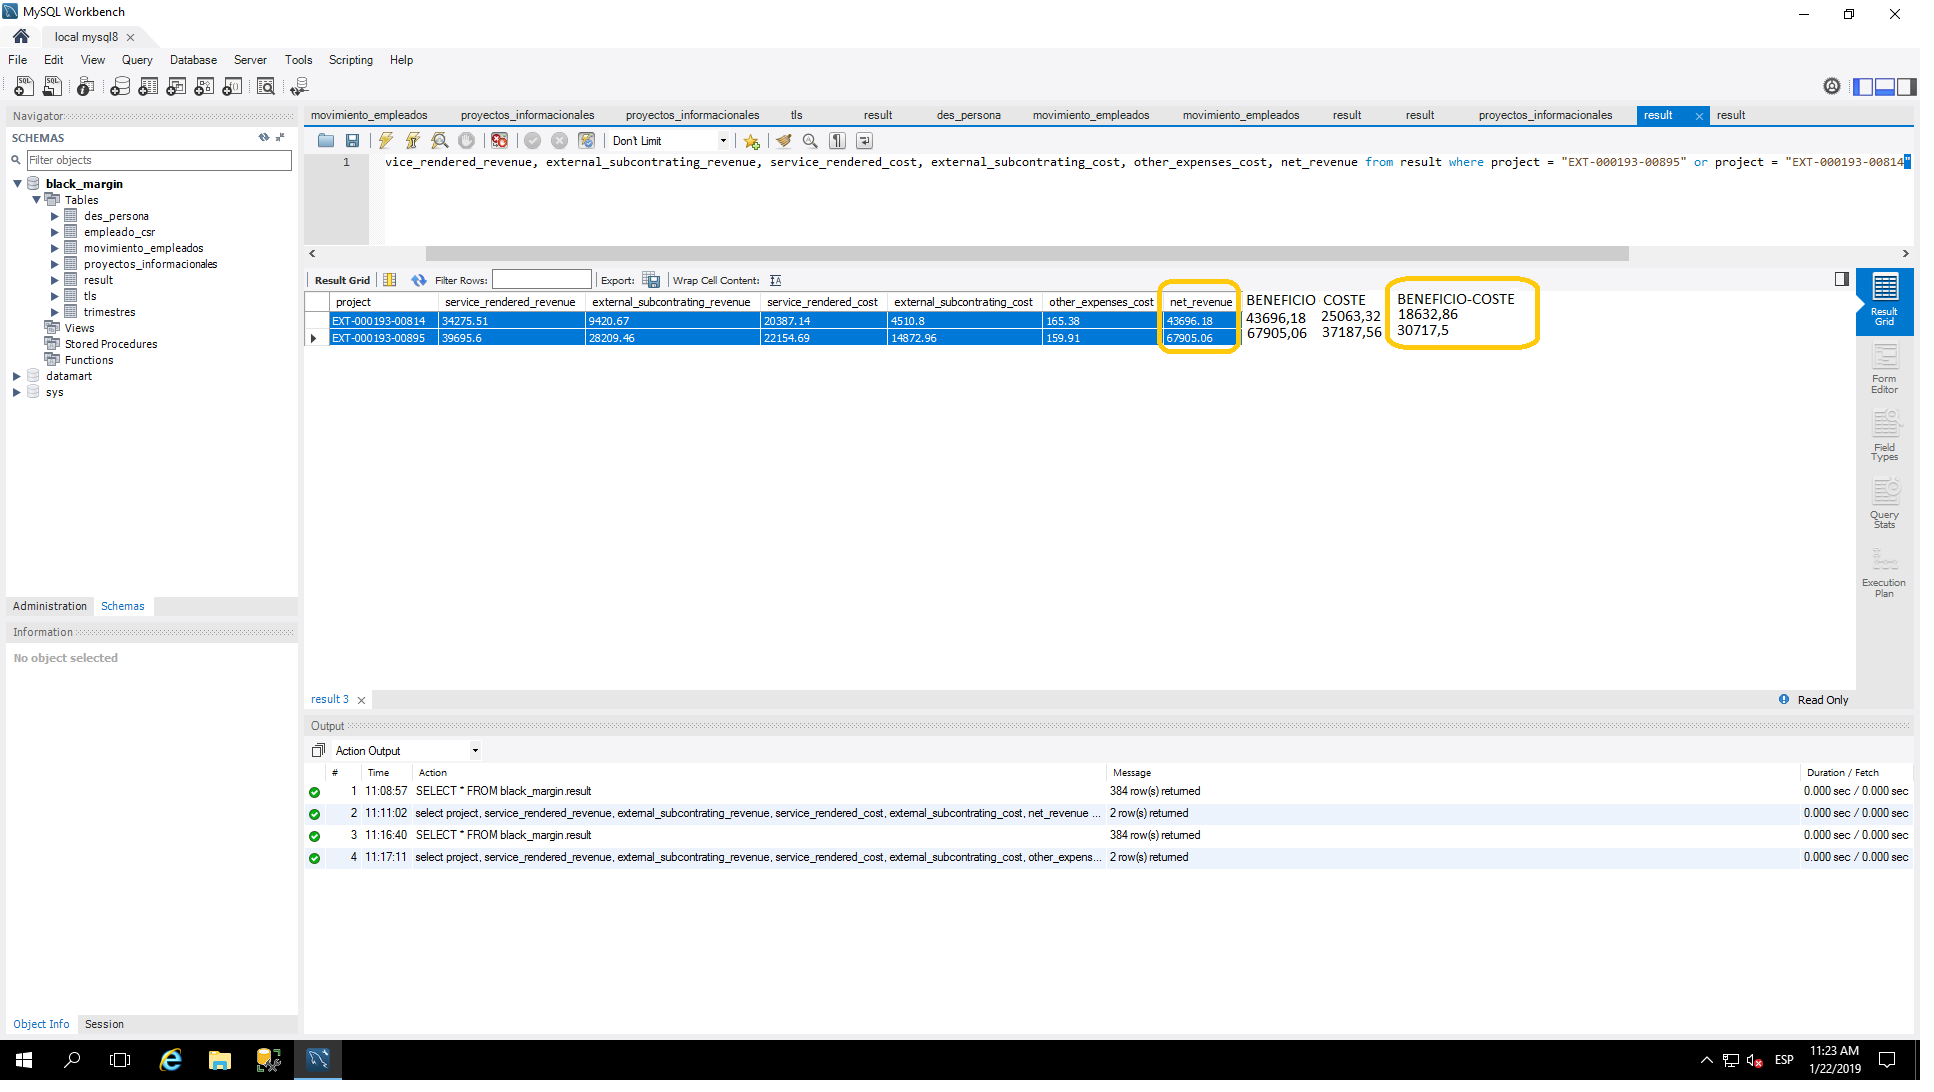 MySQL Workbench
local mysql8
File Edit View Query Database Server Tools Scripting Help
Navigator
SCHEMAS
Filter objects
black_margin
Tables
des_persona
empleado_csr
movimiento_empleados
proyectos_informacionales
result
tls
trimestres
Views
Stored Procedures
Functions
datamart
sys
Administration Schemas
Information
No object selected
Object Info Session
movimiento_empleados proyectos_informacionales proyectos_informacionales tls result des_persona movimiento_empleados movimiento_empleados result result proyectos_informacionales result result
Don't Limit
1 vice_rendered_revenue, external_subcontrating_revenue, service_rendered_cost, external_subcontrating_cost, other_expenses_cost, net_revenue from result where project = "EXT-000193-00895" or project = "EXT-000193-00814"
Result Grid Filter Rows: Export: Wrap Cell Content:
project service_rendered_revenue external_subcontrating_revenue service_rendered_cost external_subcontrating_cost other_expenses_cost net_revenue BENEFICIO COSTE BENEFICIO-COSTE
EXT-000193-00814 34275.51 9420.67 20387.14 4510.8 165.38 43696.18 43696,18 25063,32 18632,86
EXT-000193-00895 39695.6 28209.46 22154.69 14872.96 159.91 67905.06 67905,06 37187,56 30717,5
Result
Grid
Form
Editor
Field
Types
Query
Stats
Execution
Plan
result 3 Read Only
Output
Action Output
# Time Action Message Duration / Fetch
1 11:08:57 SELECT * FROM black_margin.result 384 row(s) returned 0.000 sec / 0.000 sec
2 11:11:02 select project, service_rendered_revenue, external_subcontrating_revenue, service_rendered_cost, external_subcontrating_cost, net_revenue ... 2 row(s) returned 0.000 sec / 0.000 sec
3 11:16:40 SELECT * FROM black_margin.result 384 row(s) returned 0.000 sec / 0.000 sec
4 11:17:11 select project, service_rendered_revenue, external_subcontrating_revenue, service_rendered_cost, external_subcontrating_cost, other_expens... 2 row(s) returned 0.000 sec / 0.000 sec
ESP
11:23 AM
1/22/2019